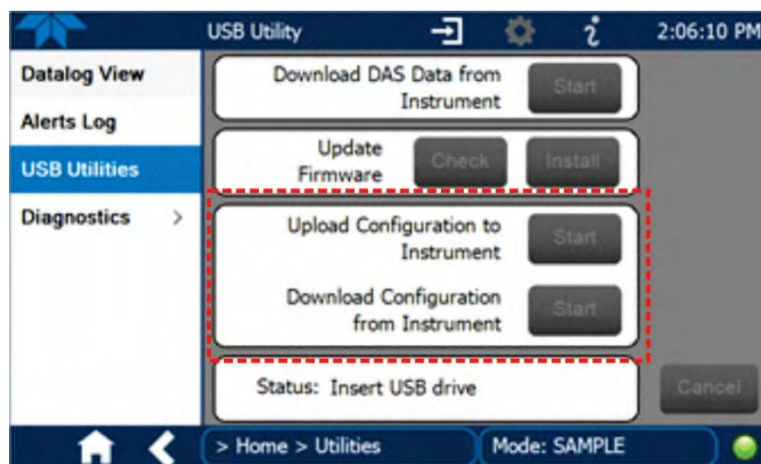 USB Utility
2:06:10 PM
Datalog View
Alerts Log
USB Utilities
Diagnostics >
Download DAS Data from
Instrument
Start
Update
Firmware
Check
Install
Upload Configuration to
Instrument
Start
Download Configuration
from Instrument
Start
Status: Insert USB drive
Cancel
> Home > Utilities
Mode: SAMPLE